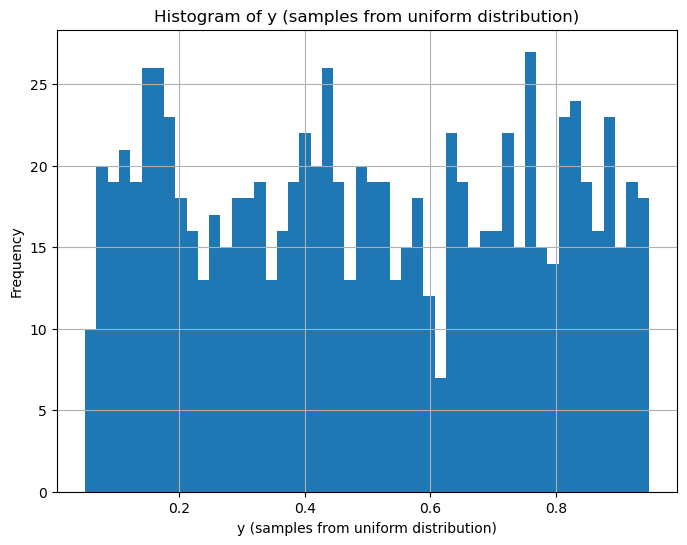 Histogram of y (samples from uniform distribution)
Frequency
25
20
15
10
5
0
0.2 0.4 0.6 0.8
y (samples from uniform distribution)